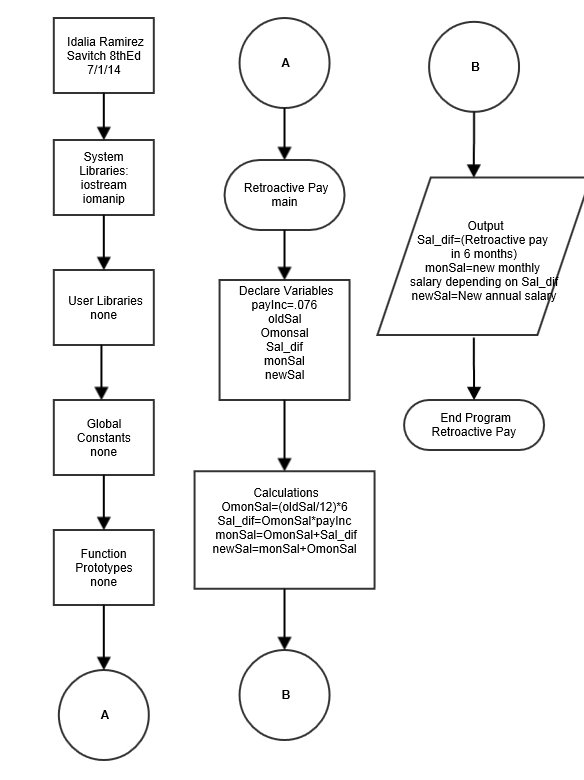 Idalia Ramirez
Savitch 8thEd
7/1/14
System
Libraries:
iostream
iomanip
User Libraries
none
Global
Constants
none
Function
Prototypes
none
A
A
Retroactive Pay
main
Declare Variables
payInc=.076
oldSal
Omonsal
Sal_dif
monSal
newSal
Calculations
OmonSal=(oldSal/12)*6
Sal_dif=OmonSal*payInc
monSal=OmonSal+Sal_dif
newSal=monSal+OmonSal
B
B
Output
Sal_dif=(Retroactive pay
in 6 months)
monSal=new monthly
salary depending on Sal_dif
newSal=New annual salary
End Program
Retroactive Pay